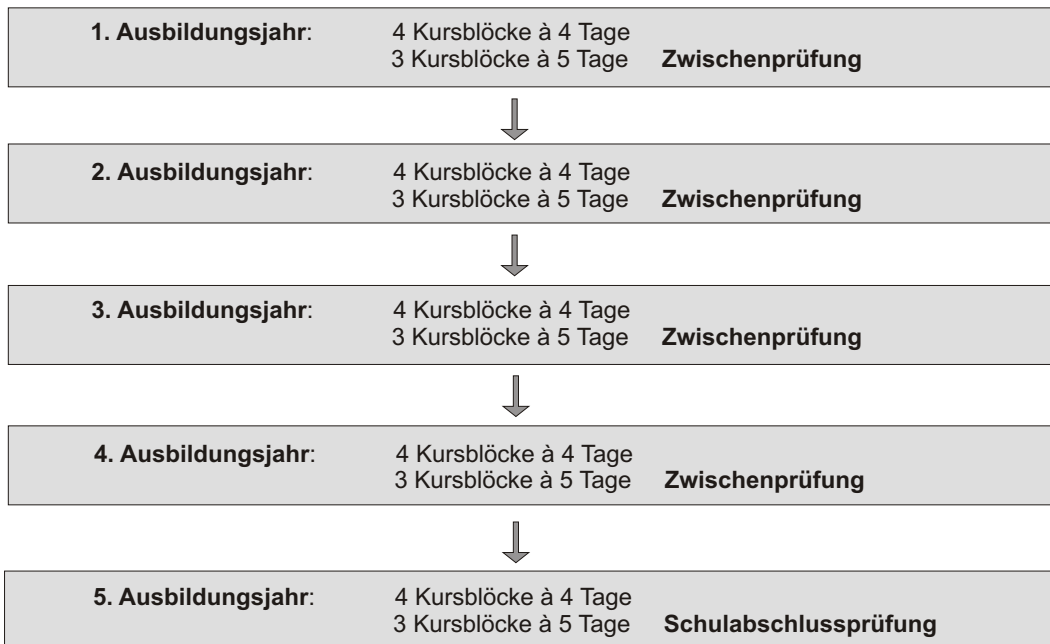 1. Ausbildungsjahr: 4 Kursblöcke à 4 Tage
3 Kursblöcke à 5 Tage Zwischenprüfung
2. Ausbildungsjahr: 4 Kursblöcke à 4 Tage
3 Kursblöcke à 5 Tage Zwischenprüfung
3. Ausbildungsjahr: 4 Kursblöcke à 4 Tage
3 Kursblöcke à 5 Tage Zwischenprüfung
4. Ausbildungsjahr: 4 Kursblöcke à 4 Tage
3 Kursblöcke à 5 Tage Zwischenprüfung
5. Ausbildungsjahr: 4 Kursblöcke à 4 Tage
3 Kursblöcke à 5 Tage Schulabschlussprüfung